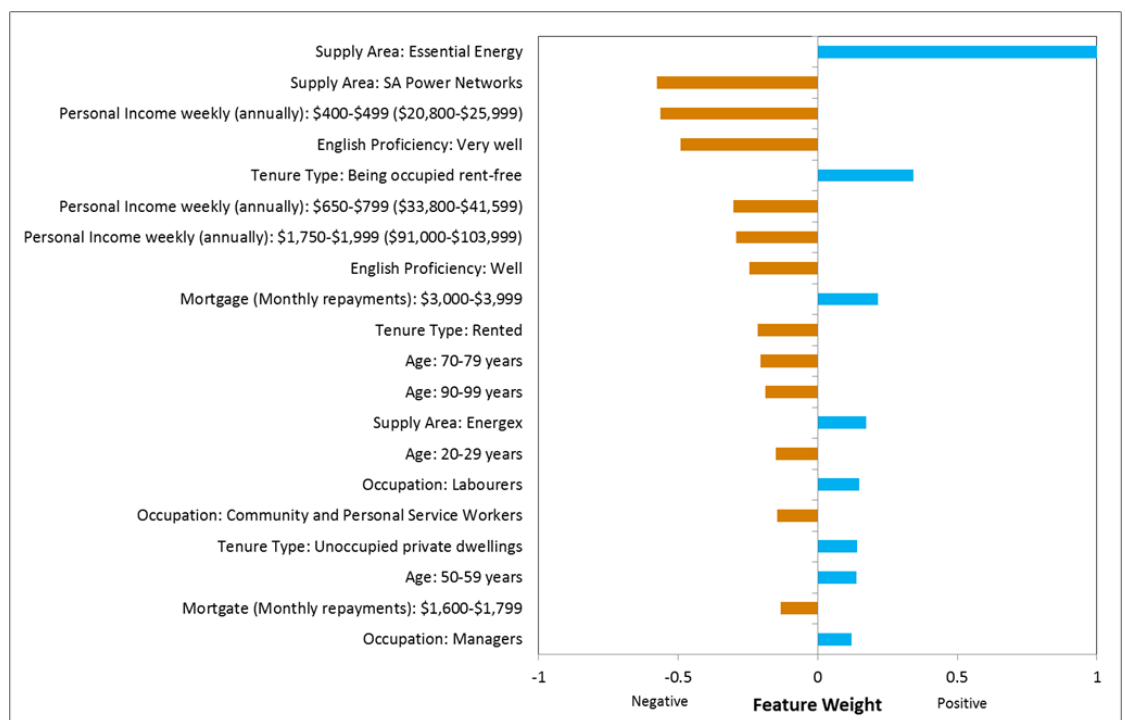 Supply Area: Essential Energy
Supply Area: SA Power Networks
Personal Income weekly (annually): $400-$499 ($20,800-$25,999)
English Proficiency: Very well
Tenure Type: Being occupied rent-free
Personal Income weekly (annually): $650-$799 ($33,800-$41,599)
Personal Income weekly (annually): $1,750-$1,999 ($91,000-$103,999)
English Proficiency: Well
Mortgage (Monthly repayments): $3,000-$3,999
Tenure Type: Rented
Age: 70-79 years
Age: 90-99 years
Supply Area: Energex
Age: 20-29 years
Occupation: Labourers
Occupation: Community and Personal Service Workers
Tenure Type: Unoccupied private dwellings
Age: 50-59 years
Mortgate (Monthly repayments): $1,600-$1,799
Occupation: Managers
-1 -0.5 0 0.5 1
Negative Feature Weight Positive